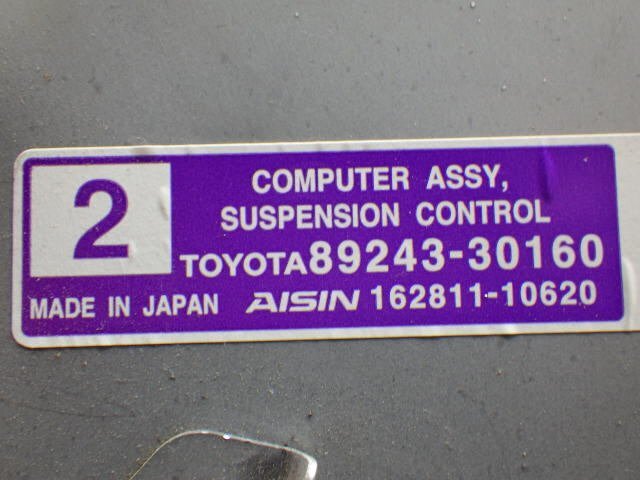 2
COMPUTER ASSY,
SUSPENSION CONTROL
TOYOTA 89243-30160
MADE IN JAPAN AISIN 162811-10620